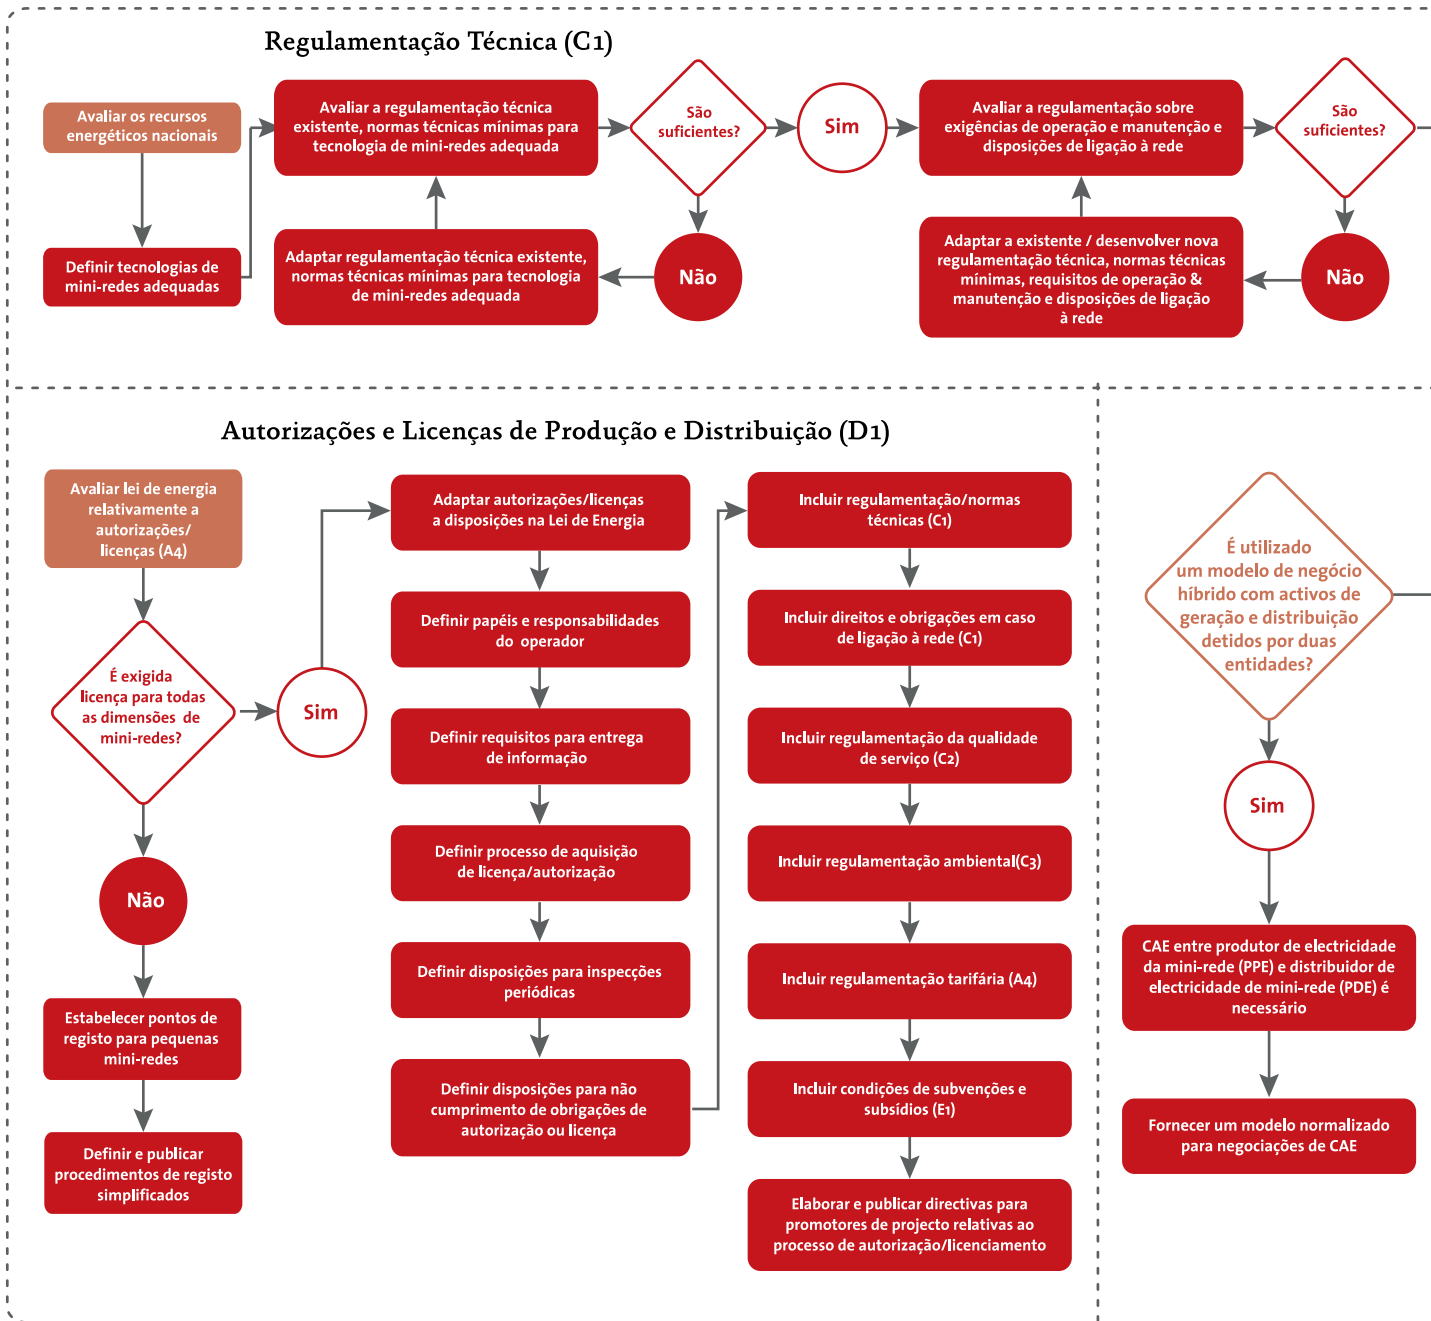 Regulamentação Técnica (C1)
Avaliar os recursos
energéticos nacionais
Definir tecnologias de
mini-redes adequadas
Avaliar a regulamentação técnica
existente, normas técnicas mínimas para
tecnologia de mini-redes adequada
Adaptar regulamentação técnica existente,
normas técnicas mínimas para tecnologia
de mini-redes adequada
São
suficientes?
Não
Sim
Avaliar a regulamentação sobre
exigências de operação e manutenção e
disposições de ligação à rede
Adaptar a existente / desenvolver nova
regulamentação técnica, normas técnicas
mínimas, requisitos de operação &
manutenção e disposições de ligação
à rede
São
suficientes?
Não
Autorizações e Licenças de Produção e Distribuição (D1)
Avaliar lei de energia
relativamente a
autorizações/
licenças (A4)
É exigida
licença para todas
as dimensões de
mini-redes?
Sim
Não
Estabelecer pontos de
registo para pequenas
mini-redes
Definir e publicar
procedimentos de registo
simplificados
Adaptar autorizações/licenças
a disposições na Lei de Energia
Definir papéis e responsabilidades
do operador
Definir requisitos para entrega
de informação
Definir processo de aquisição
de licença/autorização
Definir disposições para inspecções
periódicas
Definir disposições para não
cumprimento de obrigações de
autorização ou licença
Incluir regulamentação/normas
técnicas (C1)
Incluir direitos e obrigações em caso
de ligação à rede (C1)
Incluir regulamentação da qualidade
de serviço (C2)
Incluir regulamentação ambiental(C3)
Incluir regulamentação tarifária (A4)
Incluir condições de subvenções e
subsídios (E1)
Elaborar e publicar directivas para
promotores de projecto relativas ao
processo de autorização/licenciamento
É utilizado
um modelo de negócio
híbrido com activos de
geração e distribuição
detidos por duas
entidades?
Sim
CAE entre produtor de electricidade
da mini-rede (PPE) e distribuidor de
electricidade de mini-rede (PDE) é
necessário
Fornecer um modelo normalizado
para negociações de CAE